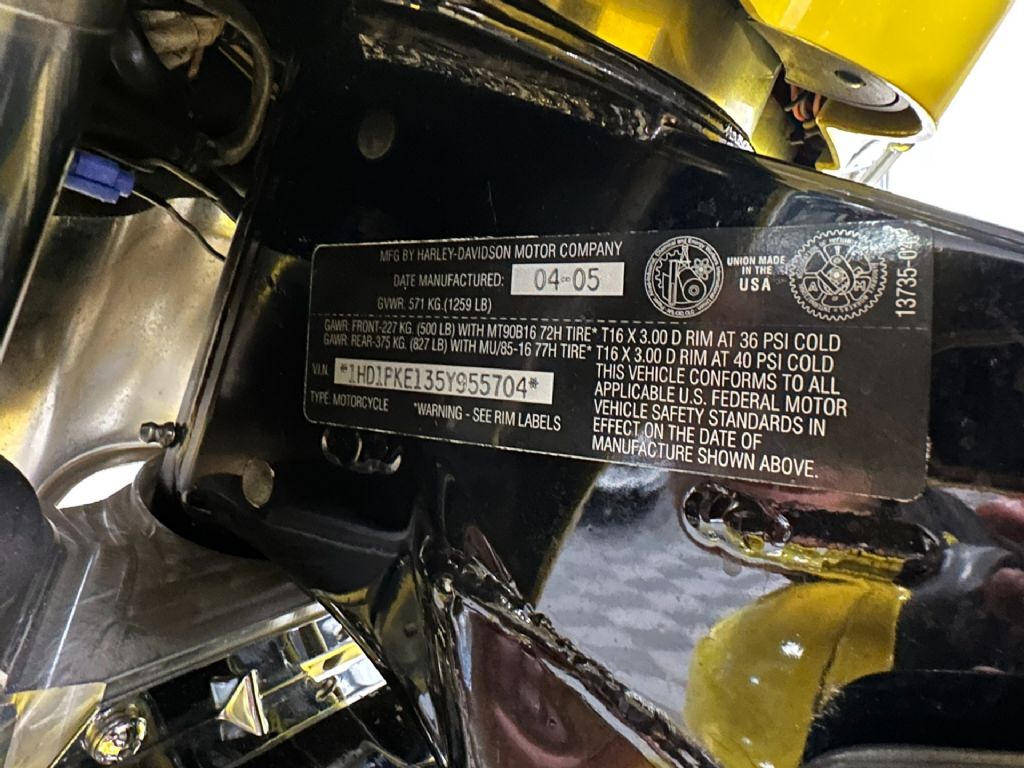 MFG BY HARLEY-DAVIDSON MOTOR COMPANY
DATE MANUFACTURED: 04-05
GVWR: 571 KG.(1259 LB)
UNION MADE
IN THE
USA
GAWR: FRONT-227 KG. (500 LB) WITH MT90B16 72H TIRE* T16 X 3.00 D RIM AT 36 PSI COLD
GAWR: REAR-375 KG. (827 LB) WITH MU/85-16 77H TIRE* T16 X 3.00 D RIM AT 40 PSI COLD
V.I.N. *1HD1PKE135Y955704*
TYPE: MOTORCYCLE *WARNING - SEE RIM LABELS
THIS VEHICLE CONFORMS TO ALL
APPLICABLE U.S. FEDERAL MOTOR
VEHICLE SAFETY STANDARDS IN
EFFECT ON THE DATE OF
MANUFACTURE SHOWN ABOVE.